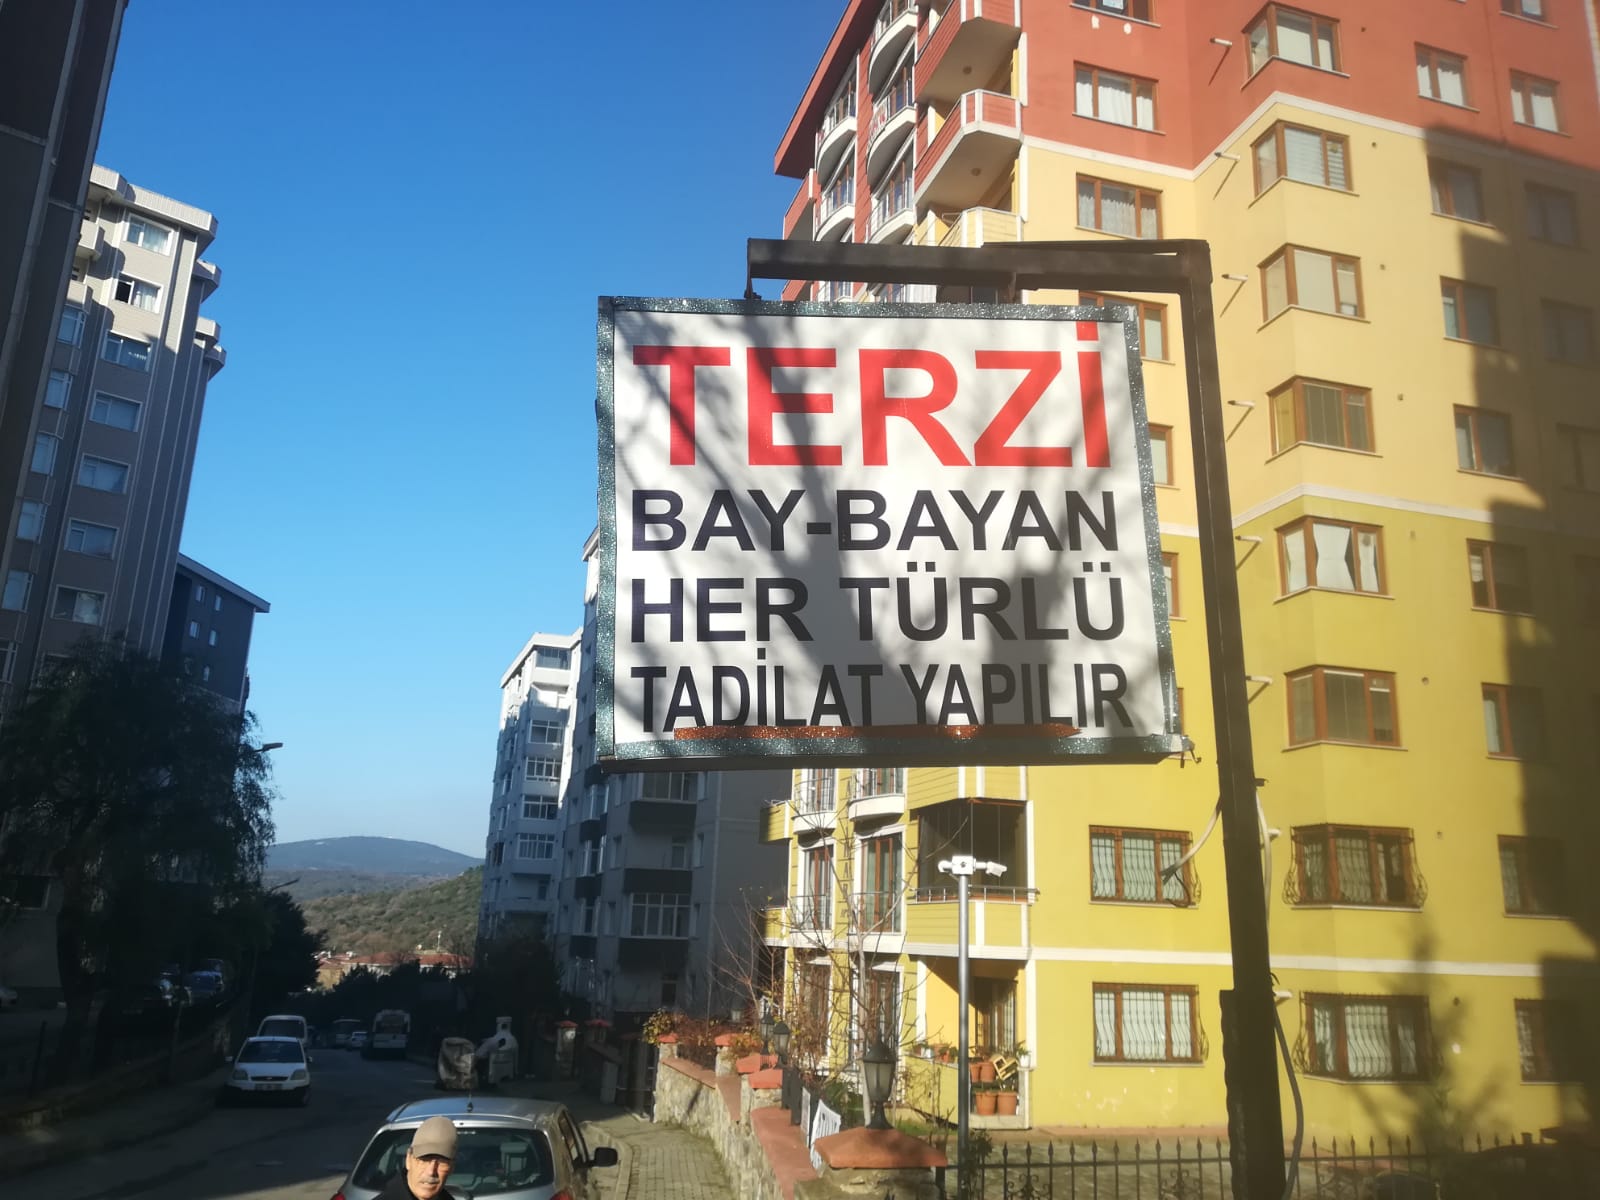 TERZİ
BAY-BAYAN
HER TÜRLÜ
TADİLAT YAPILIR